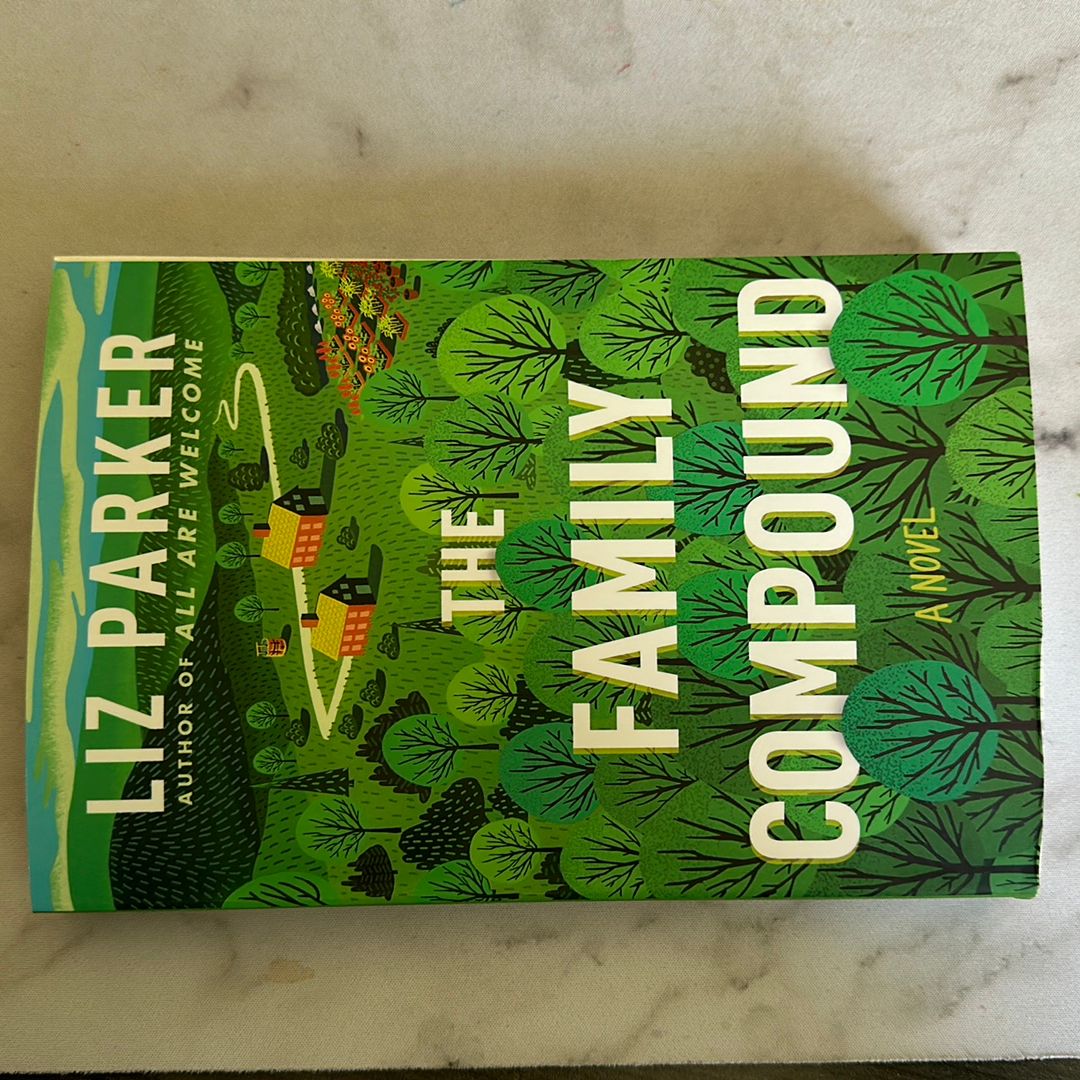 LIZ PARKER
AUTHOR OF ALL ARE WELCOME
THE
FAMILY
COMPOUND
A NOVEL